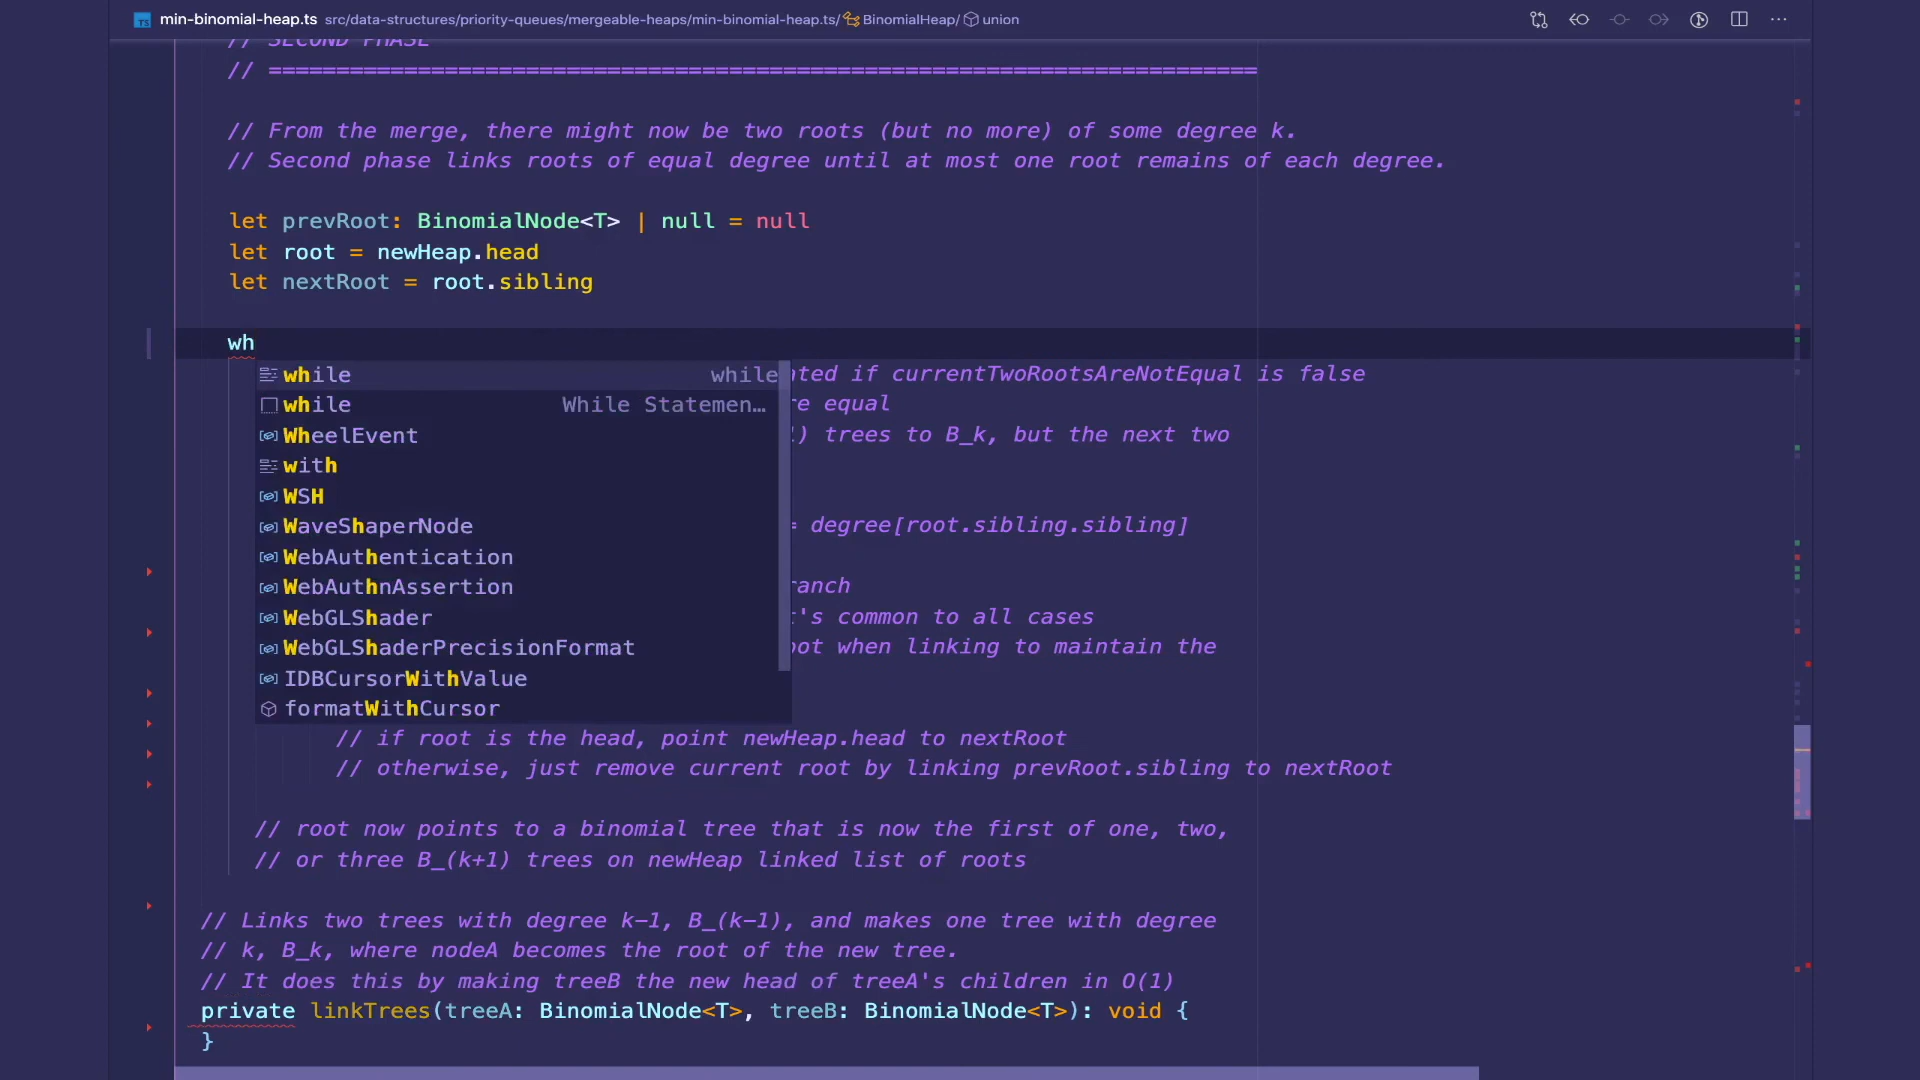 min-binomial-heap.ts src/data-structures/priority-queues/mergeable-heaps/min-binomial-heap.ts/ BinomialHeap/ union
// SECOND PHASE
// =========================================================================
// From the merge, there might now be two roots (but no more) of some degree k.
// Second phase links roots of equal degree until at most one root remains of each degree.
let prevRoot: BinomialNode<T> | null = null
let root = newHeap.head
let nextRoot = root.sibling
wh
while while
ted if currentTwoRootsAreNotEqual is false
while While Statemen…
re equal
WheelEvent
) trees to B_k, but the next two
with
WSH
WaveShaperNode
= degree[root.sibling.sibling]
WebAuthentication
WebAuthnAssertion
ranch
WebGLShader
t's common to all cases
WebGLShaderPrecisionFormat
oot when linking to maintain the
IDBCursorWithValue
formatWithCursor
// if root is the head, point newHeap.head to nextRoot
// otherwise, just remove current root by linking prevRoot.sibling to nextRoot
// root now points to a binomial tree that is now the first of one, two,
// or three B_(k+1) trees on newHeap linked list of roots
// Links two trees with degree k-1, B_(k-1), and makes one tree with degree
// k, B_k, where nodeA becomes the root of the new tree.
// It does this by making treeB the new head of treeA's children in O(1)
private linkTrees(treeA: BinomialNode<T>, treeB: BinomialNode<T>): void {
}